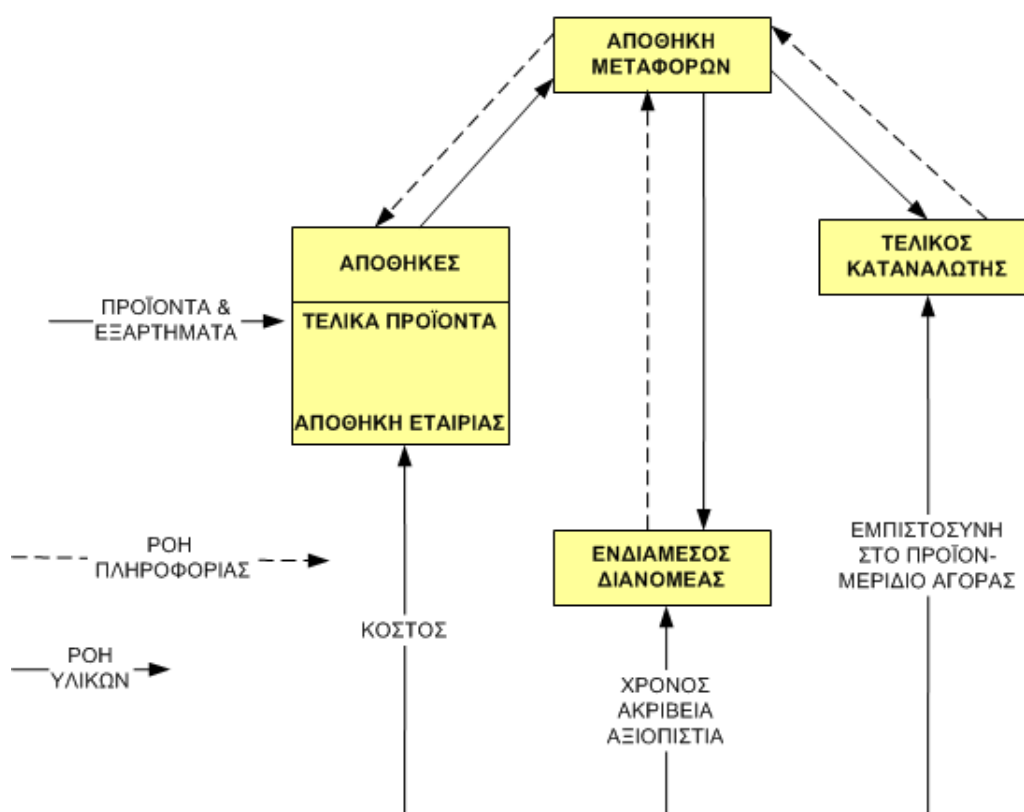 ΑΠΟΘΗΚΗ
ΜΕΤΑΦΟΡΩΝ
ΑΠΟΘΗΚΕΣ
ΤΕΛΙΚΑ ΠΡΟΪΟΝΤΑ
ΑΠΟΘΗΚΗ ΕΤΑΙΡΙΑΣ
ΤΕΛΙΚΟΣ
ΚΑΤΑΝΑΛΩΤΗΣ
ΠΡΟΪΟΝΤΑ &
ΕΞΑΡΤΗΜΑΤΑ
ΕΝΔΙΑΜΕΣΟΣ
ΔΙΑΝΟΜΕΑΣ
ΕΜΠΙΣΤΟΣΥΝΗ
ΣΤΟ ΠΡΟΪΟΝ-
ΜΕΡΙΔΙΟ ΑΓΟΡΑΣ
ΡΟΗ
ΠΛΗΡΟΦΟΡΙΑΣ
ΚΟΣΤΟΣ
ΡΟΗ
ΥΛΙΚΩΝ
ΧΡΟΝΟΣ
ΑΚΡΙΒΕΙΑ
ΑΞΙΟΠΙΣΤΙΑ